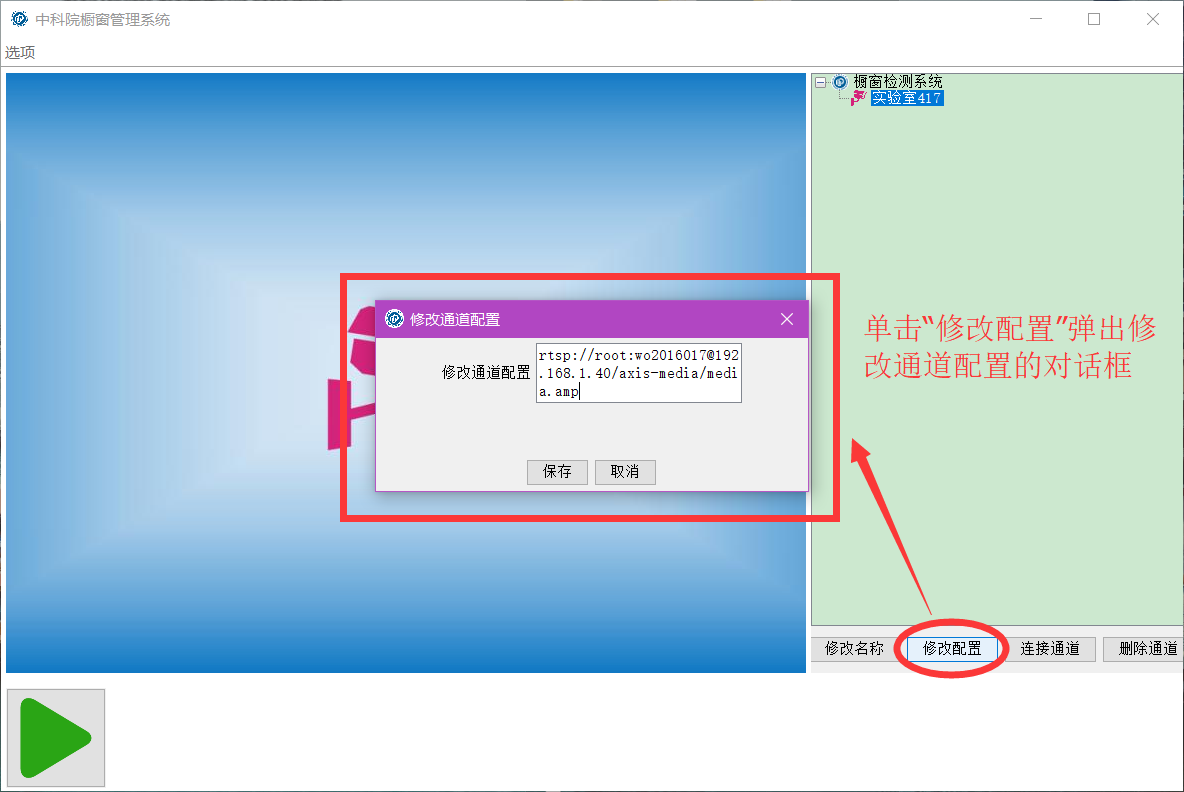 中科院橱窗管理系统
选项
橱窗检测系统
实验室417
修改通道配置
修改通道配置
rtsp://root:wo2016017@192
.168.1.40/axis-media/medi
a.amp
保存
取消
单击“修改配置”弹出修
改通道配置的对话框
修改名称
修改配置
连接通道
删除通道